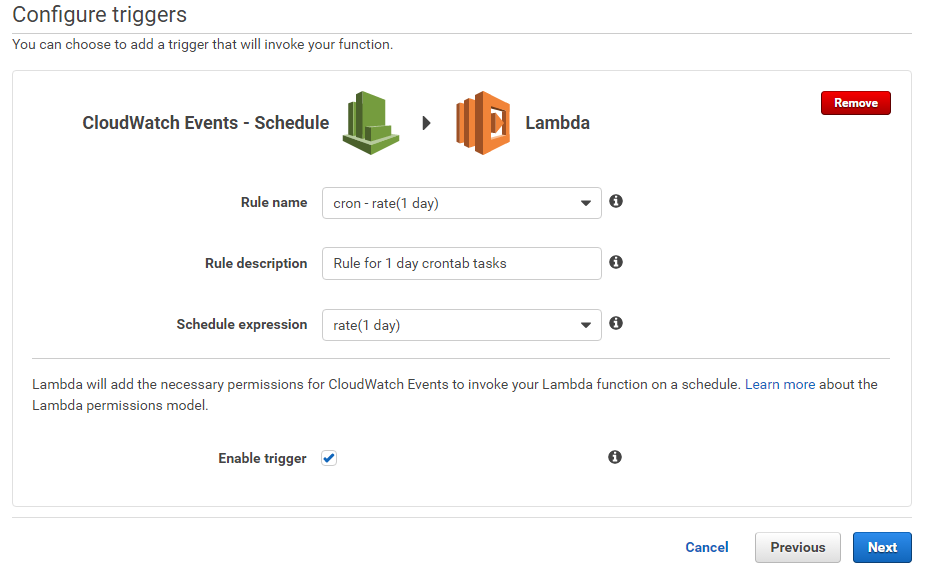 Configure triggers
You can choose to add a trigger that will invoke your function.
Remove
CloudWatch Events - Schedule
Lambda
Rule name
cron - rate(1 day)
Rule description
Rule for 1 day crontab tasks
Schedule expression
rate(1 day)
Lambda will add the necessary permissions for CloudWatch Events to invoke your Lambda function on a schedule. Learn more about the
Lambda permissions model.
Enable trigger
Cancel
Previous
Next